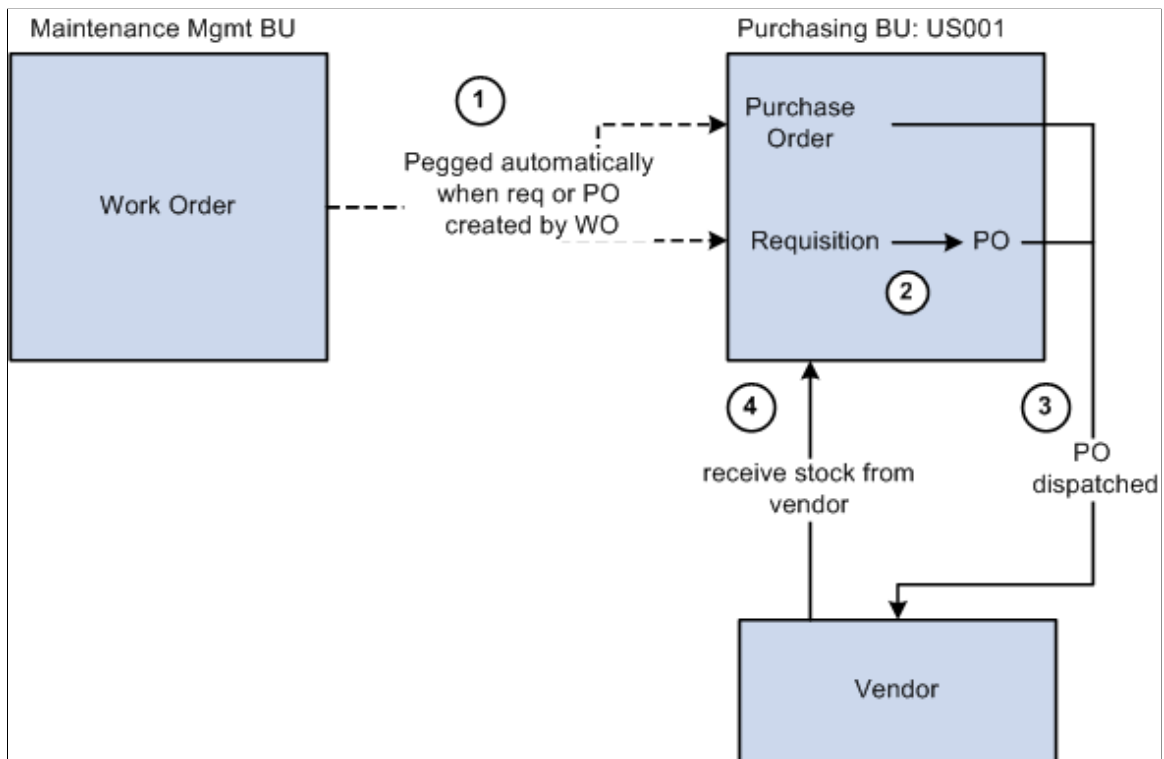 Maintenance Mgmt BU
Purchasing BU: US001
1
Purchase
Order
Pegged automatically
when req or PO
created by WO
Work Order
Requisition
PO
2
4
3
PO
dispatched
receive stock from
vendor
Vendor